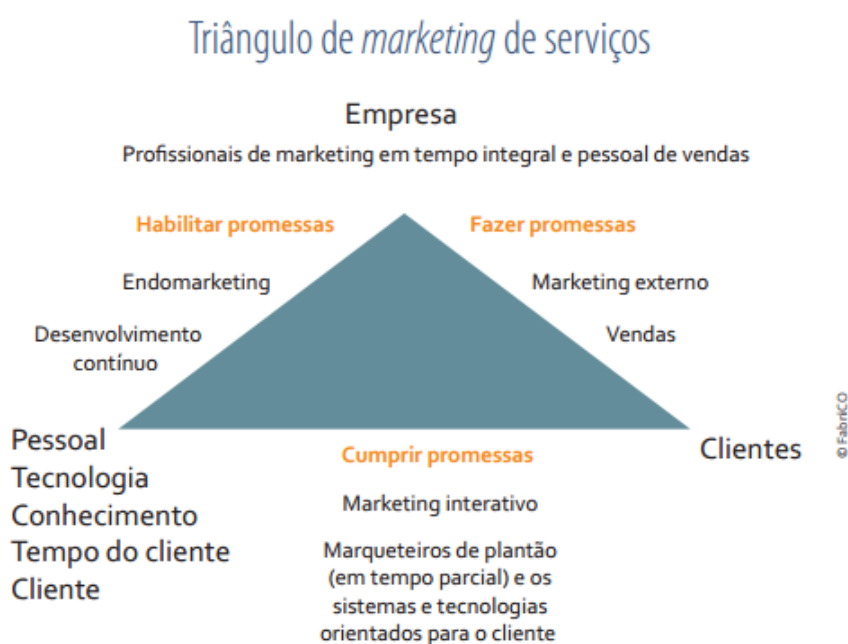 Triângulo de marketing de serviços
Empresa
Profissionais de marketing em tempo integral e pessoal de vendas
Habilitar promessas
Fazer promessas
Endomarketing
Marketing externo
Desenvolvimento
contínuo
Vendas
Pessoal
Tecnologia
Conhecimento
Tempo do cliente
Cliente
Cumprir promessas
Marketing interativo
Marqueteiros de plantão
(em tempo parcial) e os
sistemas e tecnologias
orientados para o cliente
Clientes
© FabriCO